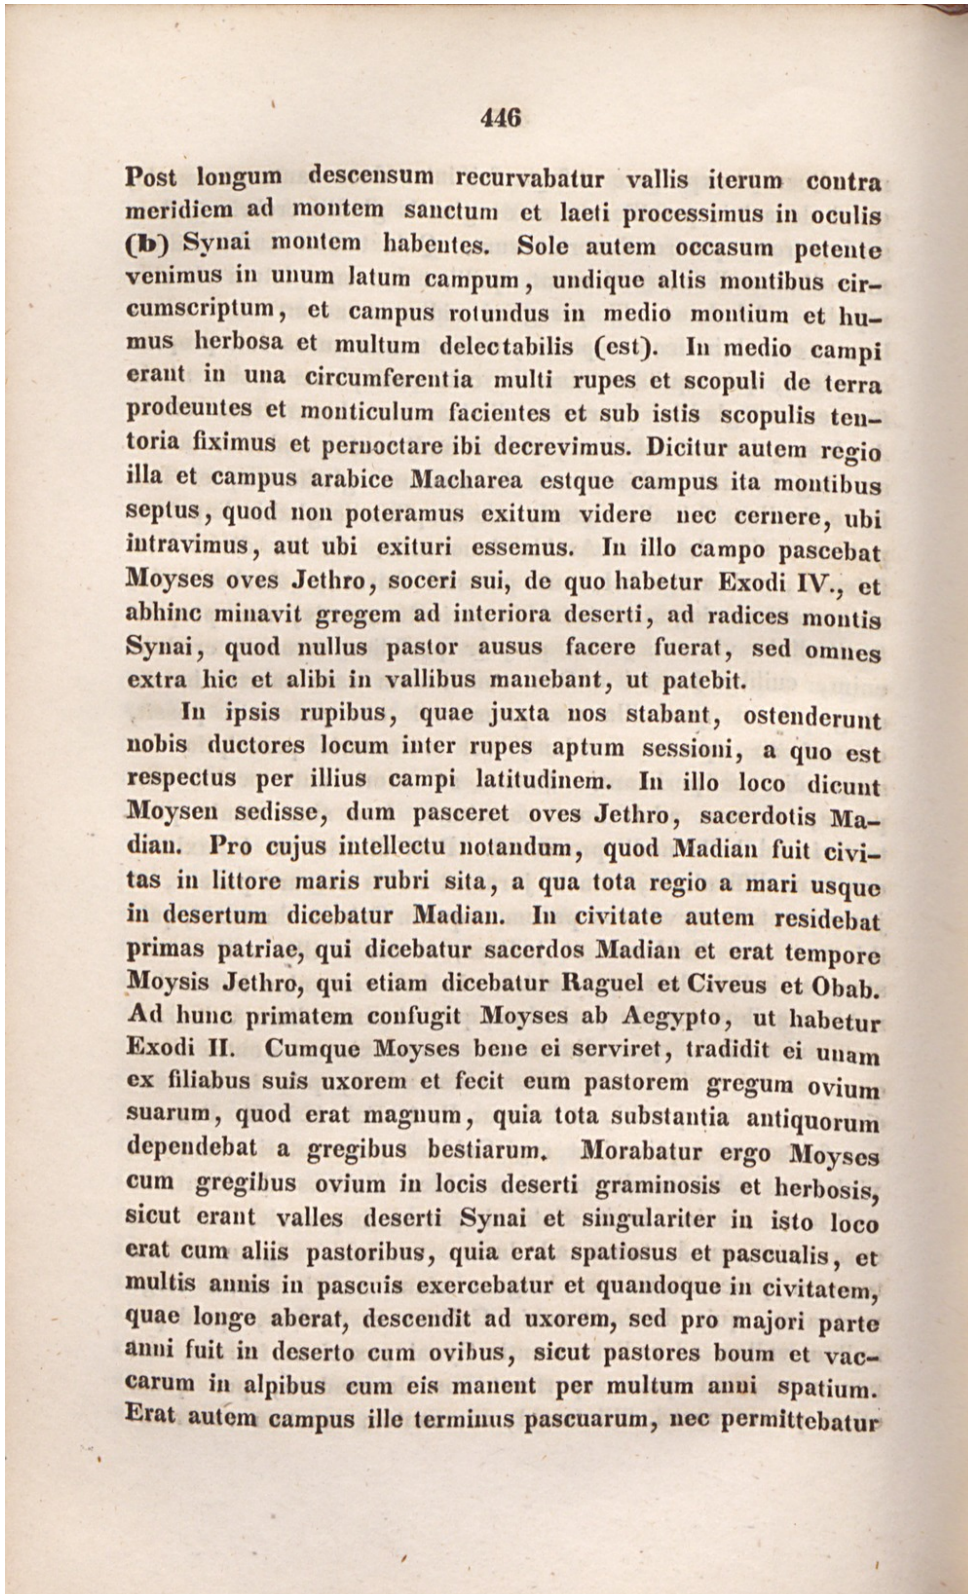 446
Post longum descensum recurvabatur vallis iterum contra
meridiem ad montem sanctum et laeti processimus in oculis
(b) Synai montem habentes. Sole autem occasum petente
venimus in unum latum campum, undique altis montibus cir-
cumscriptum, et campus rotundus in medio montium et hu-
mus herbosa et multum delectabilis (est). In medio campi
erant in una circumferentia multi rupes et scopuli de terra
prodeuntes et monticulum facientes et sub istis scopulis ten-
toria fiximus et pernoctare ibi decrevimus. Dicitur autem regio
illa et campus arabice Macharea estque campus ita montibus
septus, quod non poteramus exitum videre nec cernere, ubi
intravimus, aut ubi exituri essemus. In illo campo pascebat
Moyses oves Jethro, soceri sui, de quo habetur Exodi IV., et
abhinc minavit gregem ad interiora deserti, ad radices montis
Synai, quod nullus pastor ausus facere fuerat, sed omnes
extra hic et alibi in vallibus manebant, ut patebit.
In ipsis rupibus, quae juxta nos stabant, ostenderunt
nobis ductores locum inter rupes aptum sessioni, a quo est
respectus per illius campi latitudinem. In illo loco dicunt
Moysen sedisse, dum pasceret oves Jethro, sacerdotis Ma-
dian. Pro cujus intellectu notandum, quod Madian fuit civi-
tas in littore maris rubri sita, a qua tota regio a mari usque
in desertum dicebatur Madian. In civitate autem residebat
primas patriae, qui dicebatur sacerdos Madian et erat tempore
Moysis Jethro, qui etiam dicebatur Raguel et Civeus et Obab.
Ad hunc primatem confugit Moyses ab Aegypto, ut habetur
Exodi II. Cumque Moyses bene ei serviret, tradidit ei unam
ex filiabus suis uxorem et fecit eum pastorem gregum ovium
suarum, quod erat magnum, quia tota substantia antiquorum
dependebat a gregibus bestiarum. Morabatur ergo Moyses
cum gregibus ovium in locis deserti graminosis et herbosis,
sicut erant valles deserti Synai et singulariter in isto loco
erat cum aliis pastoribus, quia erat spatiosus et pascualis, et
multis annis in pascuis exercebatur et quandoque in civitatem,
quae longe aberat, descendit ad uxorem, sed pro majori parte
anni fuit in deserto cum ovibus, sicut pastores boum et vac-
carum in alpibus cum eis manent per multum anni spatium.
Erat autem campus ille terminus pascuarum, nec permittebatur